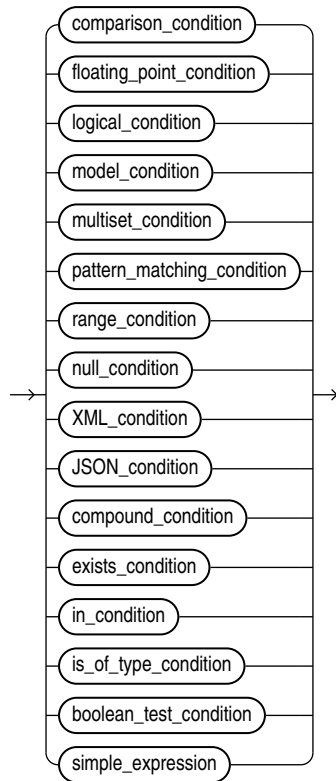 comparison_condition
floating_point_condition
logical_condition
model_condition
multiset_condition
pattern_matching_condition
range_condition
null_condition
XML_condition
JSON_condition
compound_condition
exists_condition
in_condition
is_of_type_condition
boolean_test_condition
simple_expression